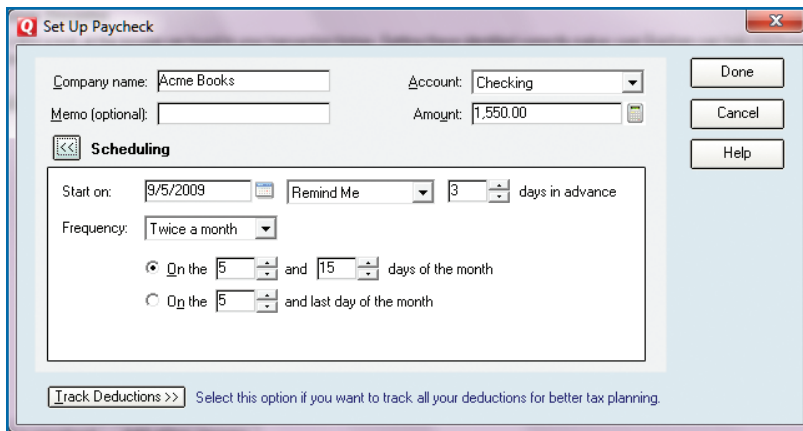 Set Up Paycheck
Company name: Acme Books Account: Checking
Memo (optional): Amount: 1,550.00
Done
Cancel
Help
<< Scheduling
Start on: 9/5/2009 Remind Me 3 days in advance
Frequency: Twice a month
On the 5 and 15 days of the month
On the 5 and last day of the month
Track Deductions >> Select this option if you want to track all your deductions for better tax planning.